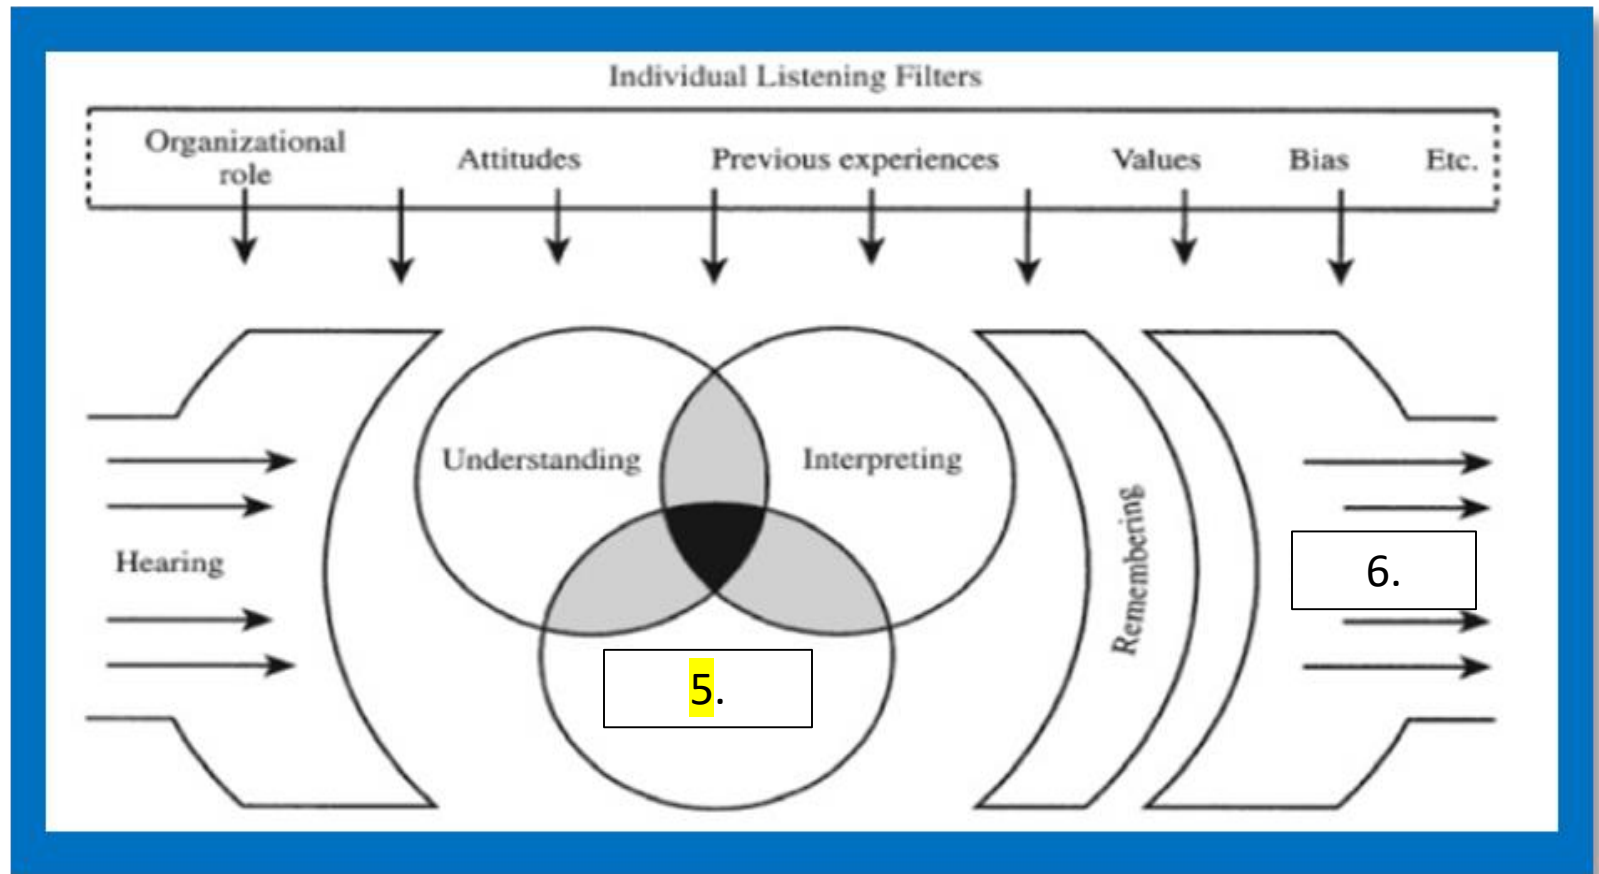 Individual Listening Filters
Organizational
role
Attitudes
Previous experiences
Values
Bias
Etc.
Understanding
Interpreting
Hearing
Remembering
5.
6.